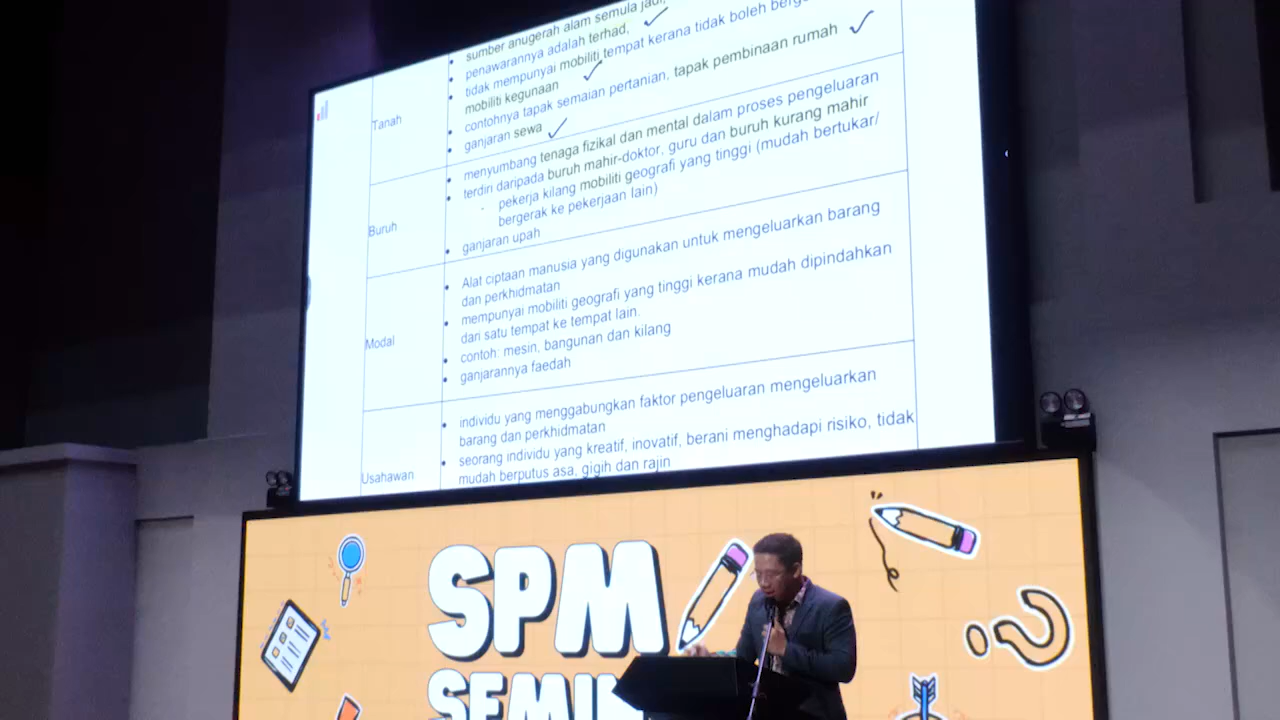 sumber anugerah alam semula jadi,
penawarannya adalah terhad,
tidak mempunyai mobiliti tempat kerana tidak boleh
mobiliti kegunaan
contohnya tapak semaian pertanian, tapak pembinaan rumah
ganjaran sewa
Tanah
menyumbang tenaga fizikal dan mental dalam proses pengeluaran
terdiri daripada buruh mahir-doktor, guru dan buruh kurang mahir
- pekerja kilang mobiliti geografi yang tinggi (mudah bertukar/
bergerak ke pekerjaan lain)
ganjaran upah
Buruh
Alat ciptaan manusia yang digunakan untuk mengeluarkan barang
dan perkhidmatan
mempunyai mobiliti geografi yang tinggi kerana mudah dipindahkan
dari satu tempat ke tempat lain.
contoh: mesin, bangunan dan kilang
ganjarannya faedah
Modal
individu yang menggabungkan faktor pengeluaran mengeluarkan
barang dan perkhidmatan
seorang individu yang kreatif, inovatif, berani menghadapi risiko, tidak
mudah berputus asa, gigih dan rajin
Usahawan
SPM